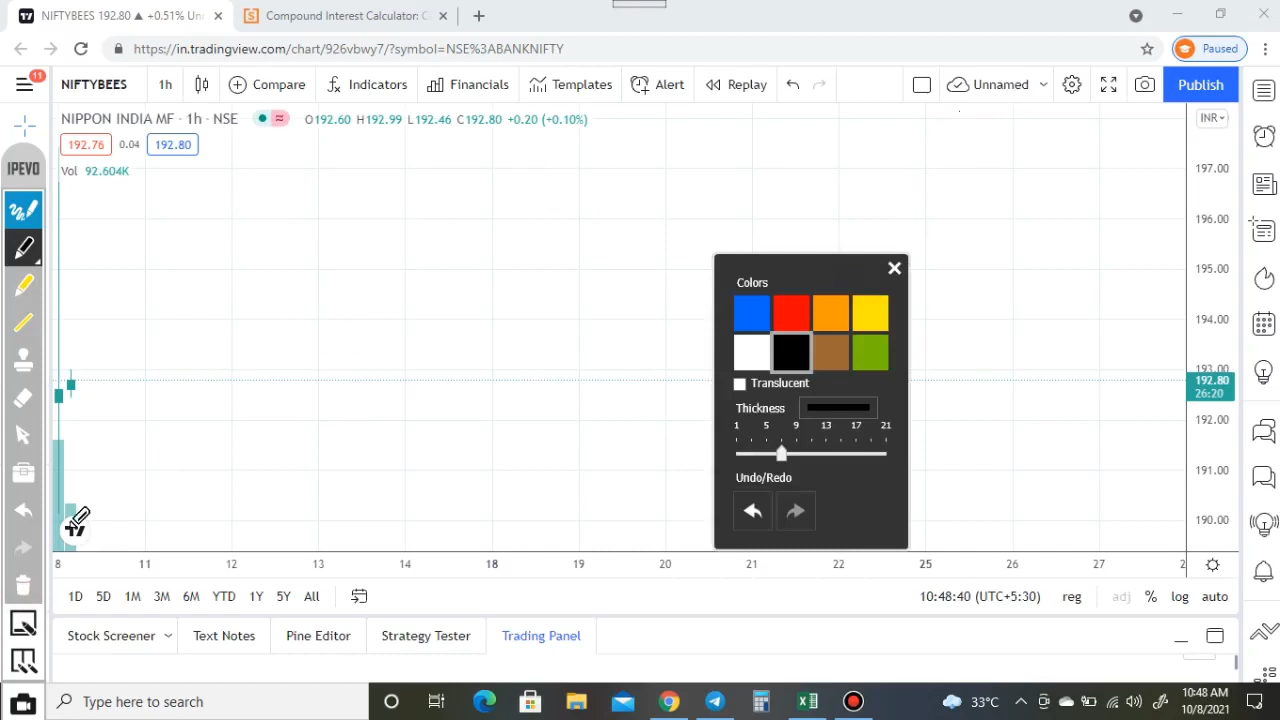 NIFTYBEES 192.80 ▲ +0.51%
Compound Interest Calculator:
https://in.tradingview.com/chart/926vbwy7/?symbol=NSE%3ABANKNIFTY
Paused
11
NIFTYBEES
1h
Compare
Indicators
Financials
Templates
Alert
Replay
Unnamed
Publish
NIPPON INDIA MF · 1h · NSE
O192.60 H192.99 L192.46 C192.80 +0.20 (+0.10%)
INR
192.76
0.04
192.80
IPEVO
Vol 92.604K
197.00
196.00
195.00
194.00
193.00
192.80
26:20
192.00
191.00
190.00
Colors
Translucent
Thickness
1 5 9 13 17 21
Undo/Redo
8 11 12 13 14 15 18 19 20 21 22 25 26 27
1D 5D 1M 3M 6M YTD 1Y 5Y All
10:48:40 (UTC+5:30)
reg
adj
%
log
auto
Stock Screener
Text Notes
Pine Editor
Strategy Tester
Trading Panel
Type here to search
33°C
10:48 AM
10/8/2021